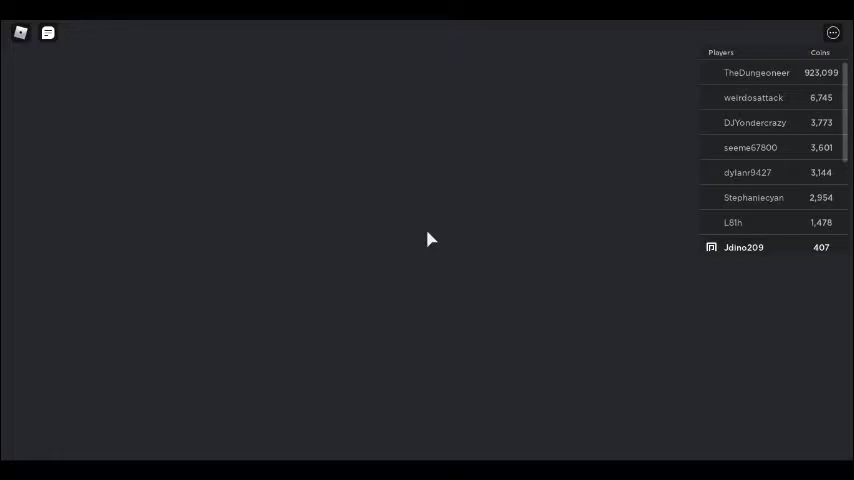 Players Coins
TheDungeoneer 923,099
weirdosattack 6,745
DJYondercrazy 3,773
seeme67800 3,601
dylanr9427 3,144
Stephaniecyan 2,954
L81h 1,478
Jdino209 407